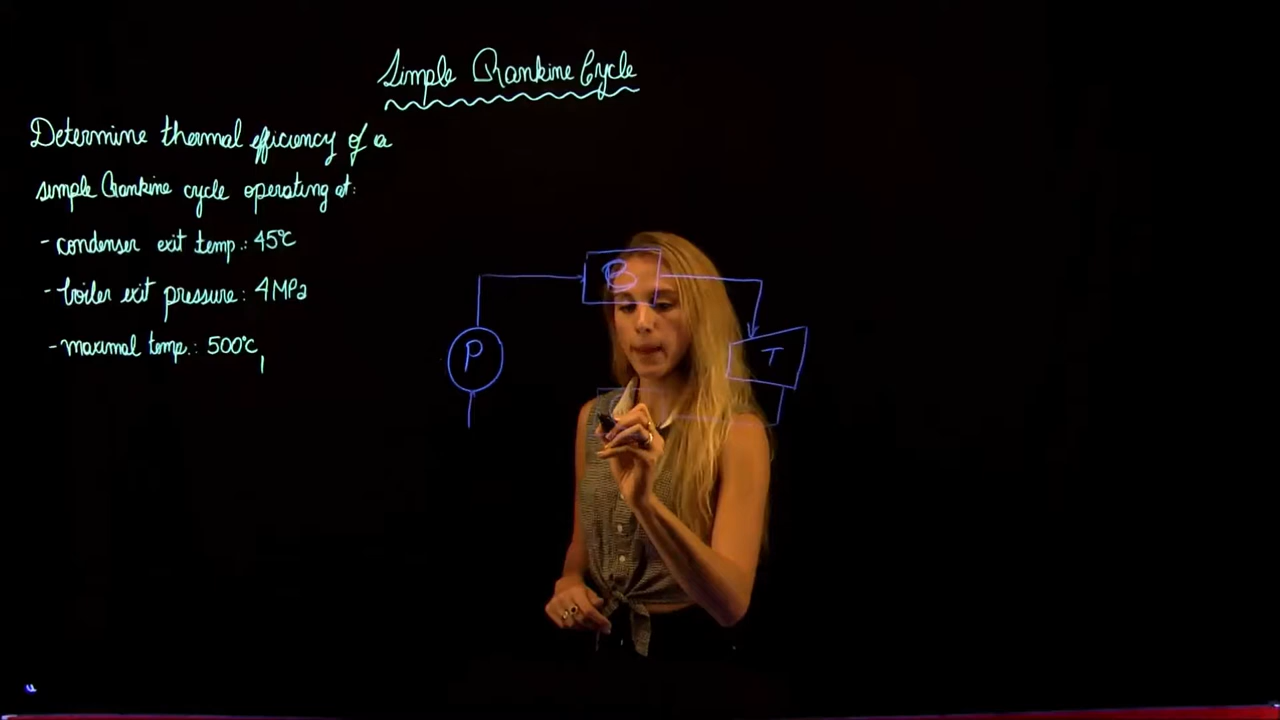 Simple Rankine Cycle
Determine thermal efficiency of a
simple Rankine cycle operating at:
- condenser exit temp.: 45°C
- boiler exit pressure: 4MPa
- maximal temp.: 500°C
B
P
T